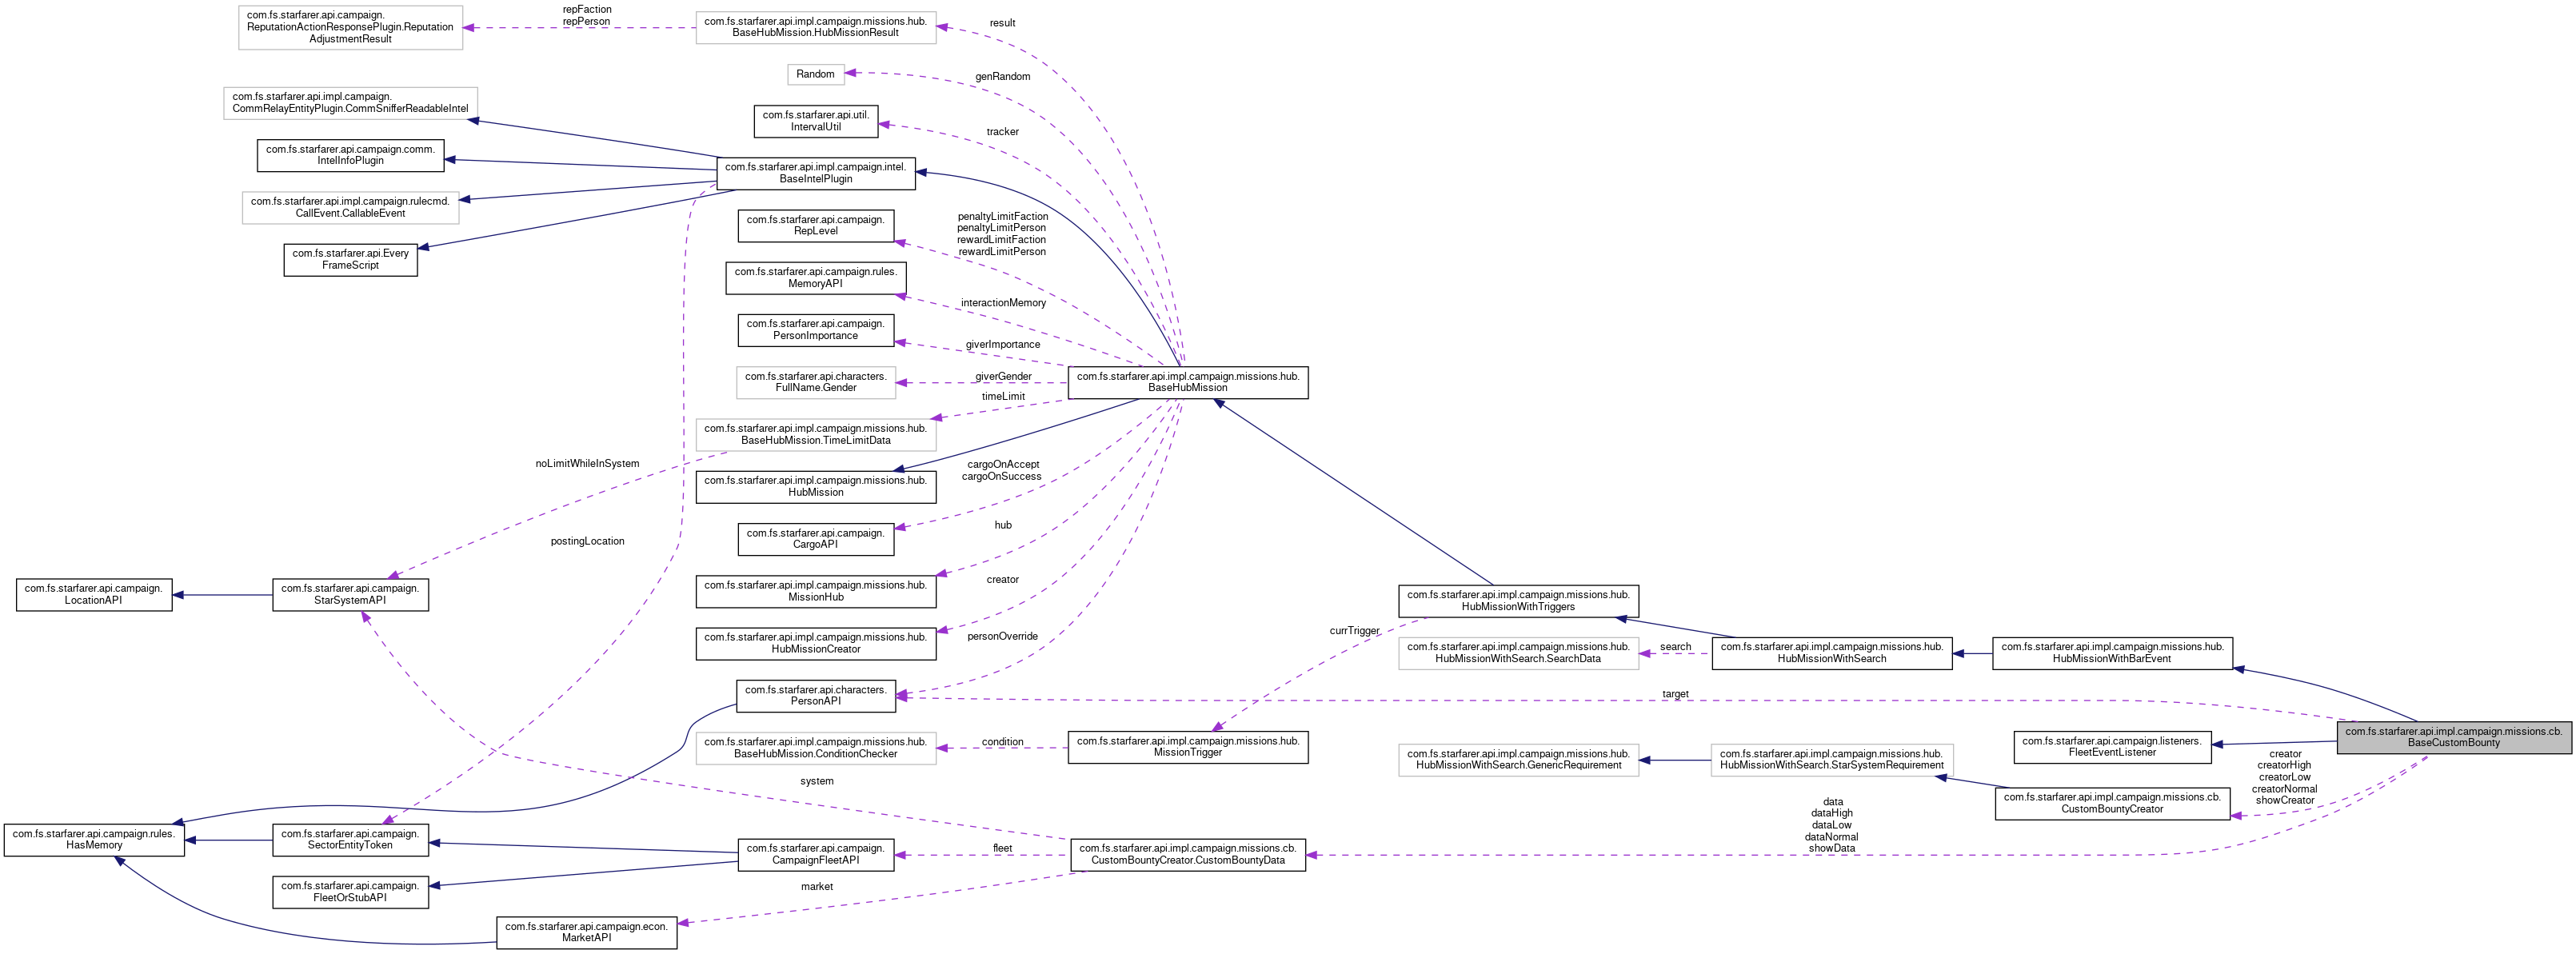 com.fs.starfarer.api.campaign.
ReputationActionResponsePlugin.Reputation
AdjustmentResult
repFaction
repPerson
com.fs.starfarer.api.impl.campaign.missions.hub.
BaseHubMission.HubMissionResult
result
Random
genRandom
com.fs.starfarer.api.impl.campaign.
CommRelayEntityPlugin.CommSnifferReadableIntel
com.fs.starfarer.api.util.
IntervalUtil
tracker
com.fs.starfarer.api.campaign.comm.
IntelInfoPlugin
com.fs.starfarer.api.impl.campaign.intel.
BaseIntelPlugin
com.fs.starfarer.api.impl.campaign.rulecmd.
CallEvent.CallableEvent
com.fs.starfarer.api.campaign.
RepLevel
penaltyLimitFaction
penaltyLimitPerson
rewardLimitFaction
rewardLimitPerson
com.fs.starfarer.api.Every
FrameScript
com.fs.starfarer.api.campaign.rules.
MemoryAPI
interactionMemory
com.fs.starfarer.api.campaign.
PersonImportance
giverImportance
com.fs.starfarer.api.characters.
FullName.Gender
giverGender
com.fs.starfarer.api.impl.campaign.missions.hub.
BaseHubMission
timeLimit
com.fs.starfarer.api.impl.campaign.missions.hub.
BaseHubMission.TimeLimitData
noLimitWhileInSystem
com.fs.starfarer.api.impl.campaign.missions.hub.
HubMission
cargoOnAccept
cargoOnSuccess
postingLocation
com.fs.starfarer.api.campaign.
CargoAPI
hub
com.fs.starfarer.api.campaign.
LocationAPI
com.fs.starfarer.api.campaign.
StarSystemAPI
com.fs.starfarer.api.impl.campaign.missions.hub.
MissionHub
creator
com.fs.starfarer.api.impl.campaign.missions.hub.
HubMissionWithTriggers
com.fs.starfarer.api.impl.campaign.missions.hub.
HubMissionCreator
personOverride
currTrigger
com.fs.starfarer.api.impl.campaign.missions.hub.
HubMissionWithSearch.SearchData
search
com.fs.starfarer.api.impl.campaign.missions.hub.
HubMissionWithSearch
com.fs.starfarer.api.impl.campaign.missions.hub.
HubMissionWithBarEvent
com.fs.starfarer.api.characters.
PersonAPI
target
com.fs.starfarer.api.impl.campaign.missions.hub.
BaseHubMission.ConditionChecker
condition
com.fs.starfarer.api.impl.campaign.missions.hub.
MissionTrigger
com.fs.starfarer.api.impl.campaign.missions.hub.
HubMissionWithSearch.GenericRequirement
com.fs.starfarer.api.impl.campaign.missions.hub.
HubMissionWithSearch.StarSystemRequirement
com.fs.starfarer.api.campaign.listeners.
FleetEventListener
com.fs.starfarer.api.impl.campaign.missions.cb.
BaseCustomBounty
creator
creatorHigh
creatorLow
creatorNormal
showCreator
com.fs.starfarer.api.impl.campaign.missions.cb.
CustomBountyCreator
system
data
dataHigh
dataLow
dataNormal
showData
com.fs.starfarer.api.campaign.rules.
HasMemory
com.fs.starfarer.api.campaign.
SectorEntityToken
com.fs.starfarer.api.campaign.
CampaignFleetAPI
fleet
com.fs.starfarer.api.impl.campaign.missions.cb.
CustomBountyCreator.CustomBountyData
com.fs.starfarer.api.campaign.
FleetOrStubAPI
market
com.fs.starfarer.api.campaign.econ.
MarketAPI